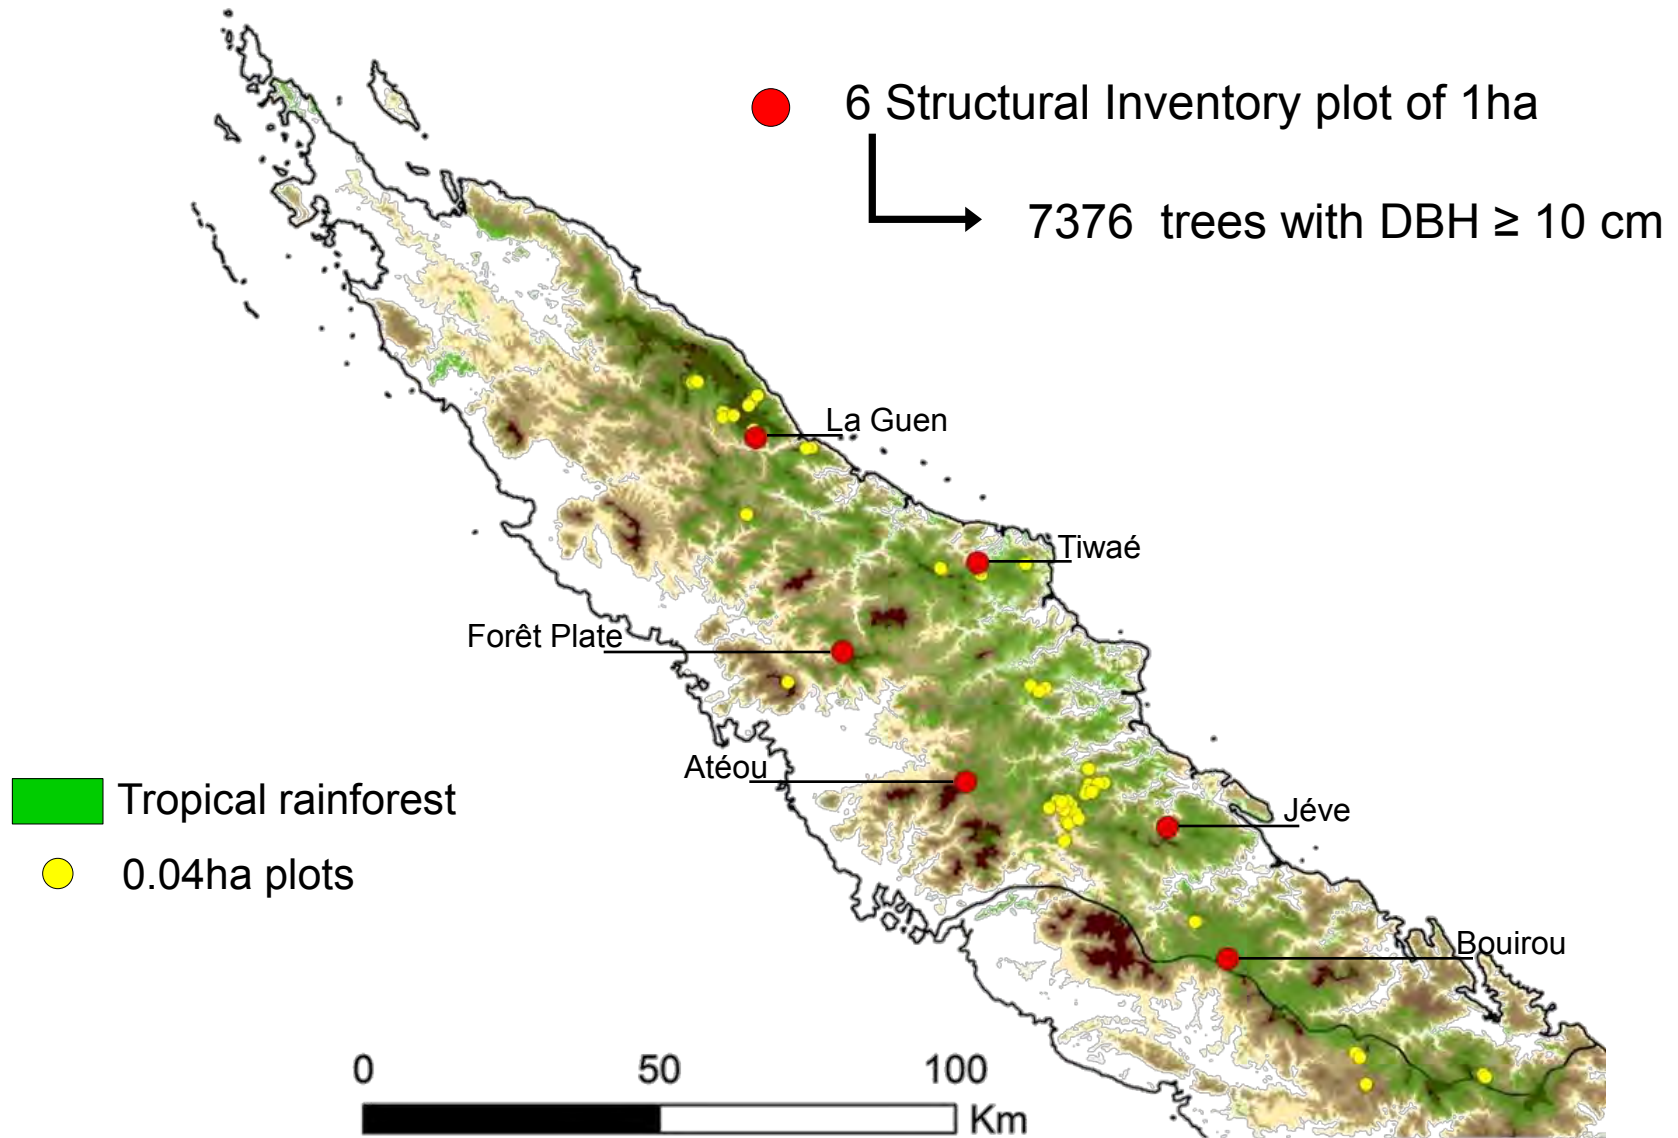 6 Structural Inventory plot of 1ha
7376 trees with DBH ≥ 10 cm
La Guen
Tiwaé
Forêt Plate
Atéou
Jéve
Tropical rainforest
0.04ha plots
Bouirou
0 50 100
Km